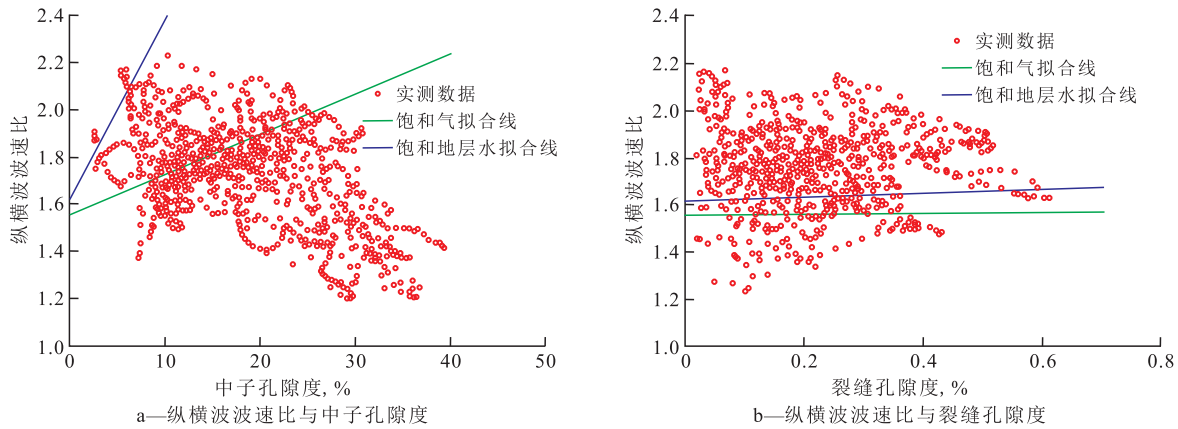 2.4
2.2
2.0
1.8
1.6
1.4
1.2
1.0
纵横波波速比
0
10
20
30
40
50
中子孔隙度, %
实测数据
饱和气拟合线
饱和地层水拟合线
a—纵横波波速比与中子孔隙度
2.4
2.2
2.0
1.8
1.6
1.4
1.2
1.0
纵横波波速比
0
0.2
0.4
0.6
0.8
裂缝孔隙度, %
实测数据
饱和气拟合线
饱和地层水拟合线
b—纵横波波速比与裂缝孔隙度